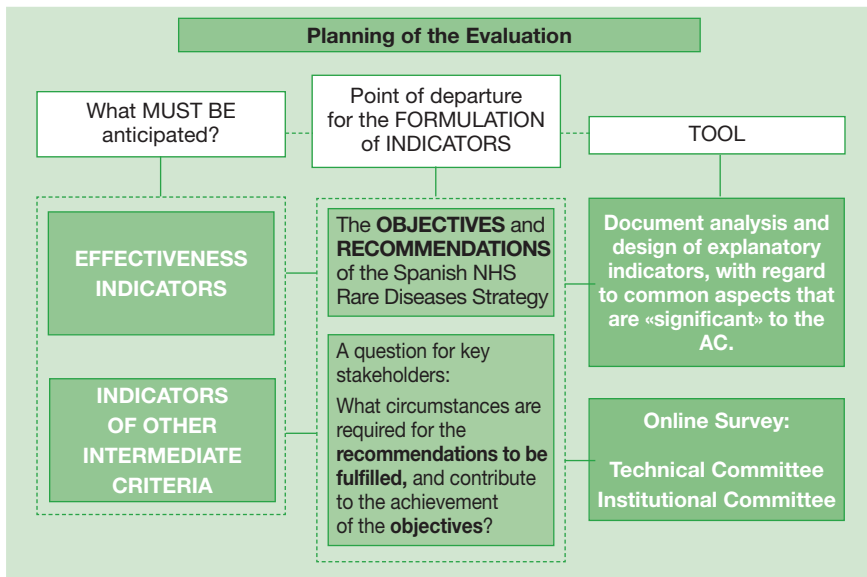 Planning of the Evaluation
What MUST BE
anticipated?
Point of departure
for the FORMULATION
of INDICATORS
TOOL
EFFECTIVENESS
INDICATORS
The OBJECTIVES and
RECOMMENDATIONS
of the Spanish NHS
Rare Diseases Strategy
Document analysis and
design of explanatory
indicators, with regard
to common aspects that
are «significant» to the
AC.
INDICATORS
OF OTHER
INTERMEDIATE
CRITERIA
A question for key
stakeholders:
What circumstances are
required for the
recommendations to be
fulfilled, and contribute
to the achievement
of the objectives?
Online Survey:
Technical Committee
Institutional Committee